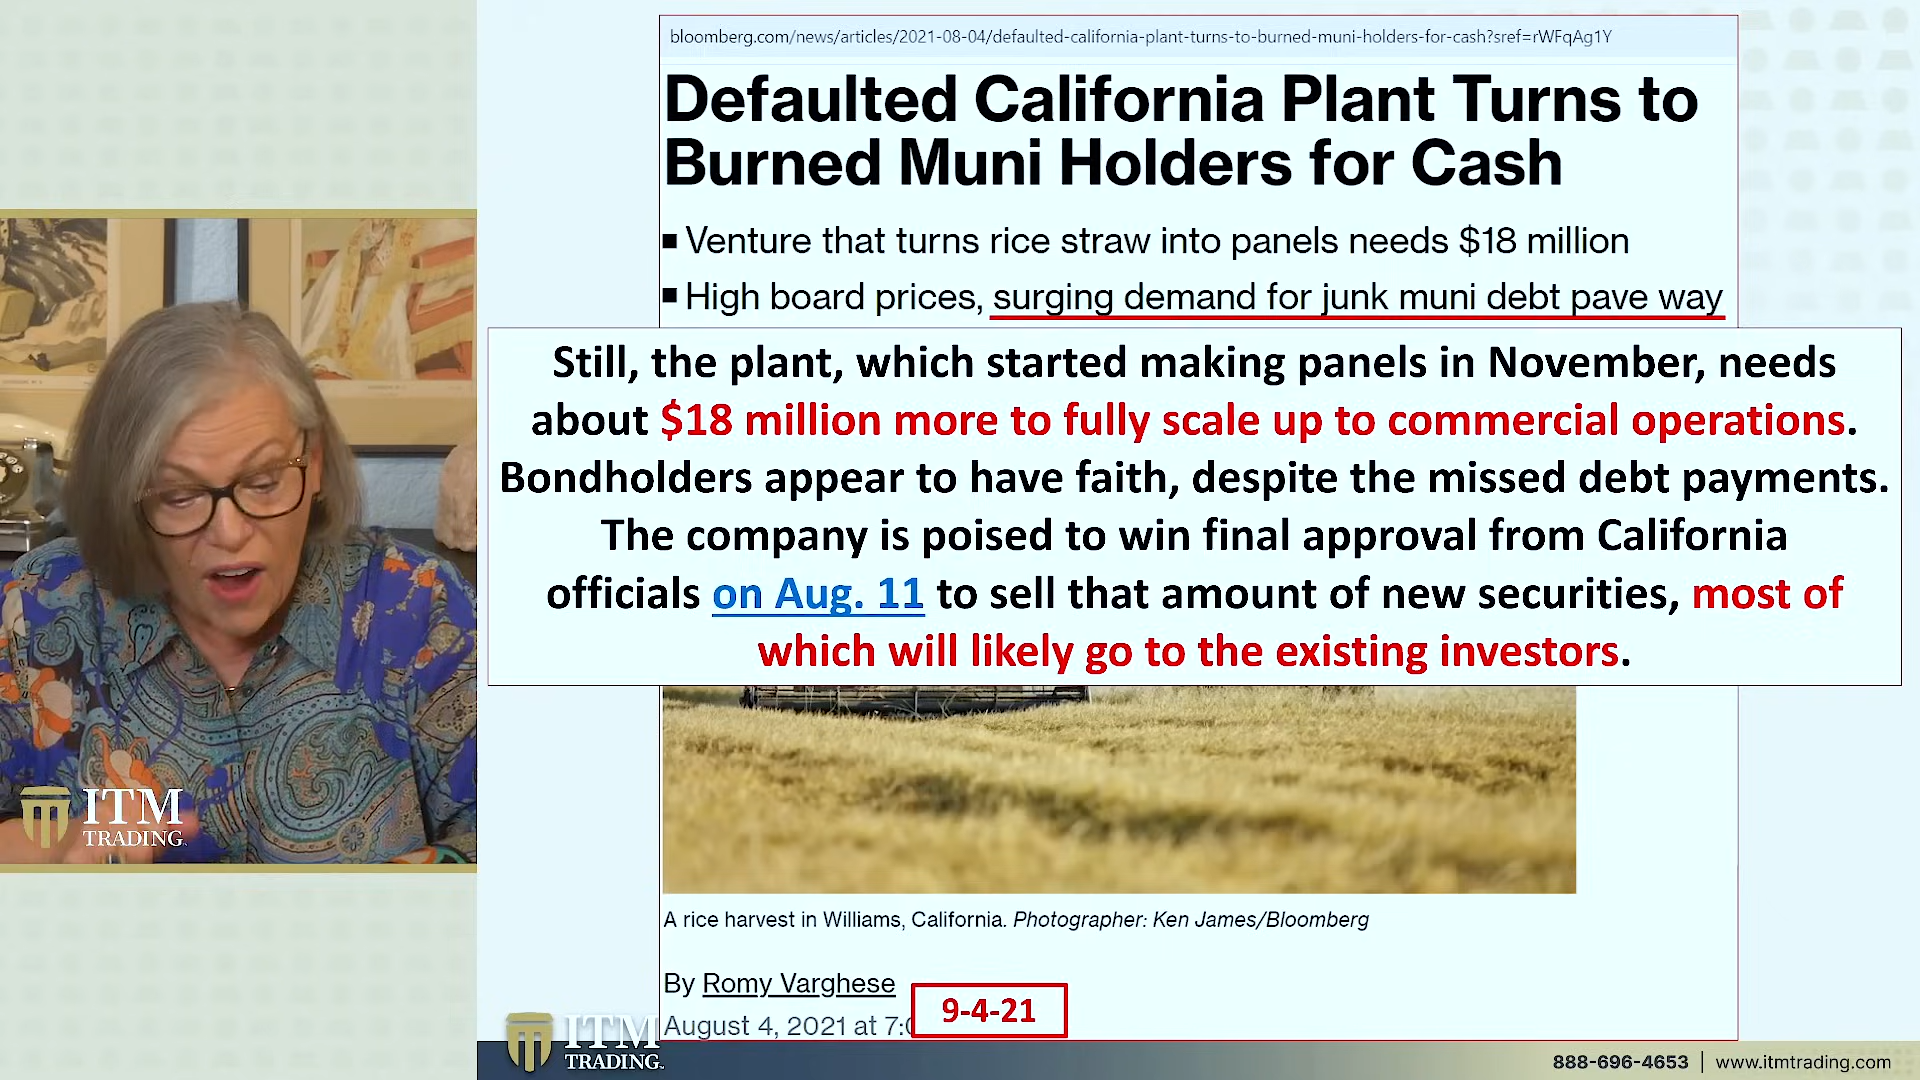 bloomberg.com/news/articles/2021-08-04/defaulted-california-plant-turns-to-burned-muni-holders-for-cash?sref=rWFqAg1Y
Defaulted California Plant Turns to
Burned Muni Holders for Cash
■ Venture that turns rice straw into panels needs $18 million
■ High board prices, surging demand for junk muni debt pave way
Still, the plant, which started making panels in November, needs
about $18 million more to fully scale up to commercial operations.
Bondholders appear to have faith, despite the missed debt payments.
The company is poised to win final approval from California
officials on Aug. 11 to sell that amount of new securities, most of
which will likely go to the existing investors.
A rice harvest in Williams, California. Photographer: Ken James/Bloomberg
By Romy Varghese
August 4, 2021 at 7:0
9-4-21
ITM
TRADING
ITM
TRADING
888-696-4653 | www.itmtrading.com